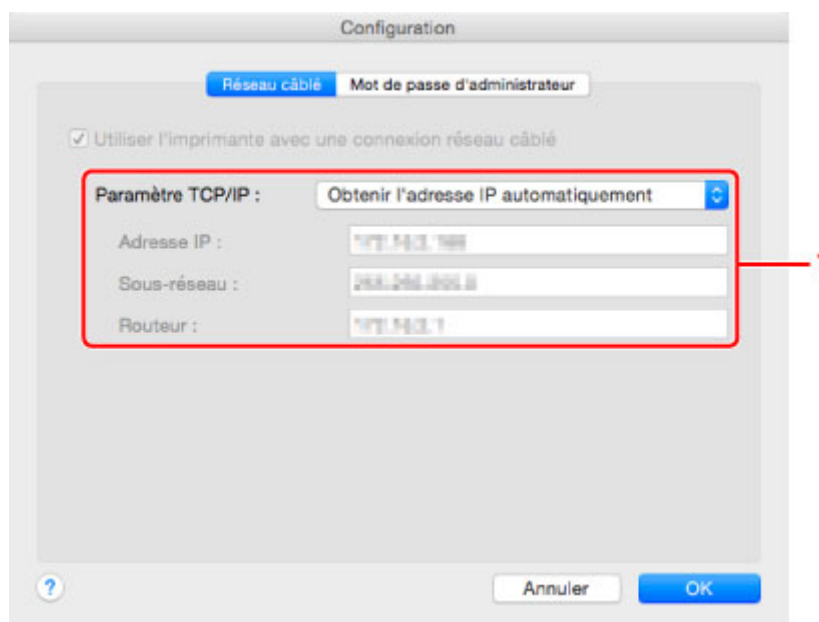 Configuration
Réseau câblé Mot de passe d'administrateur
Utiliser l'imprimante avec une connexion réseau câblé
Paramètre TCP/IP : Obtenir l'adresse IP automatiquement
Adresse IP :
Sous-réseau :
Routeur :
? Annuler OK